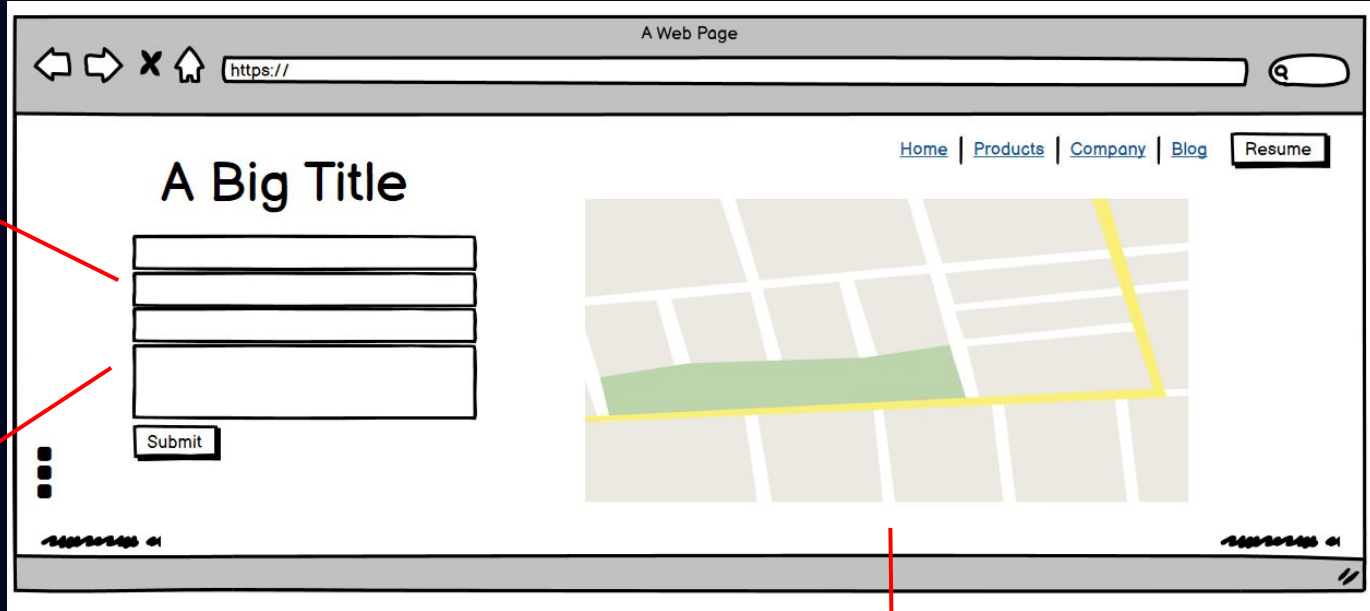 A Web Page
https://
Home | Products | Company | Blog Resume
A Big Title
Submit